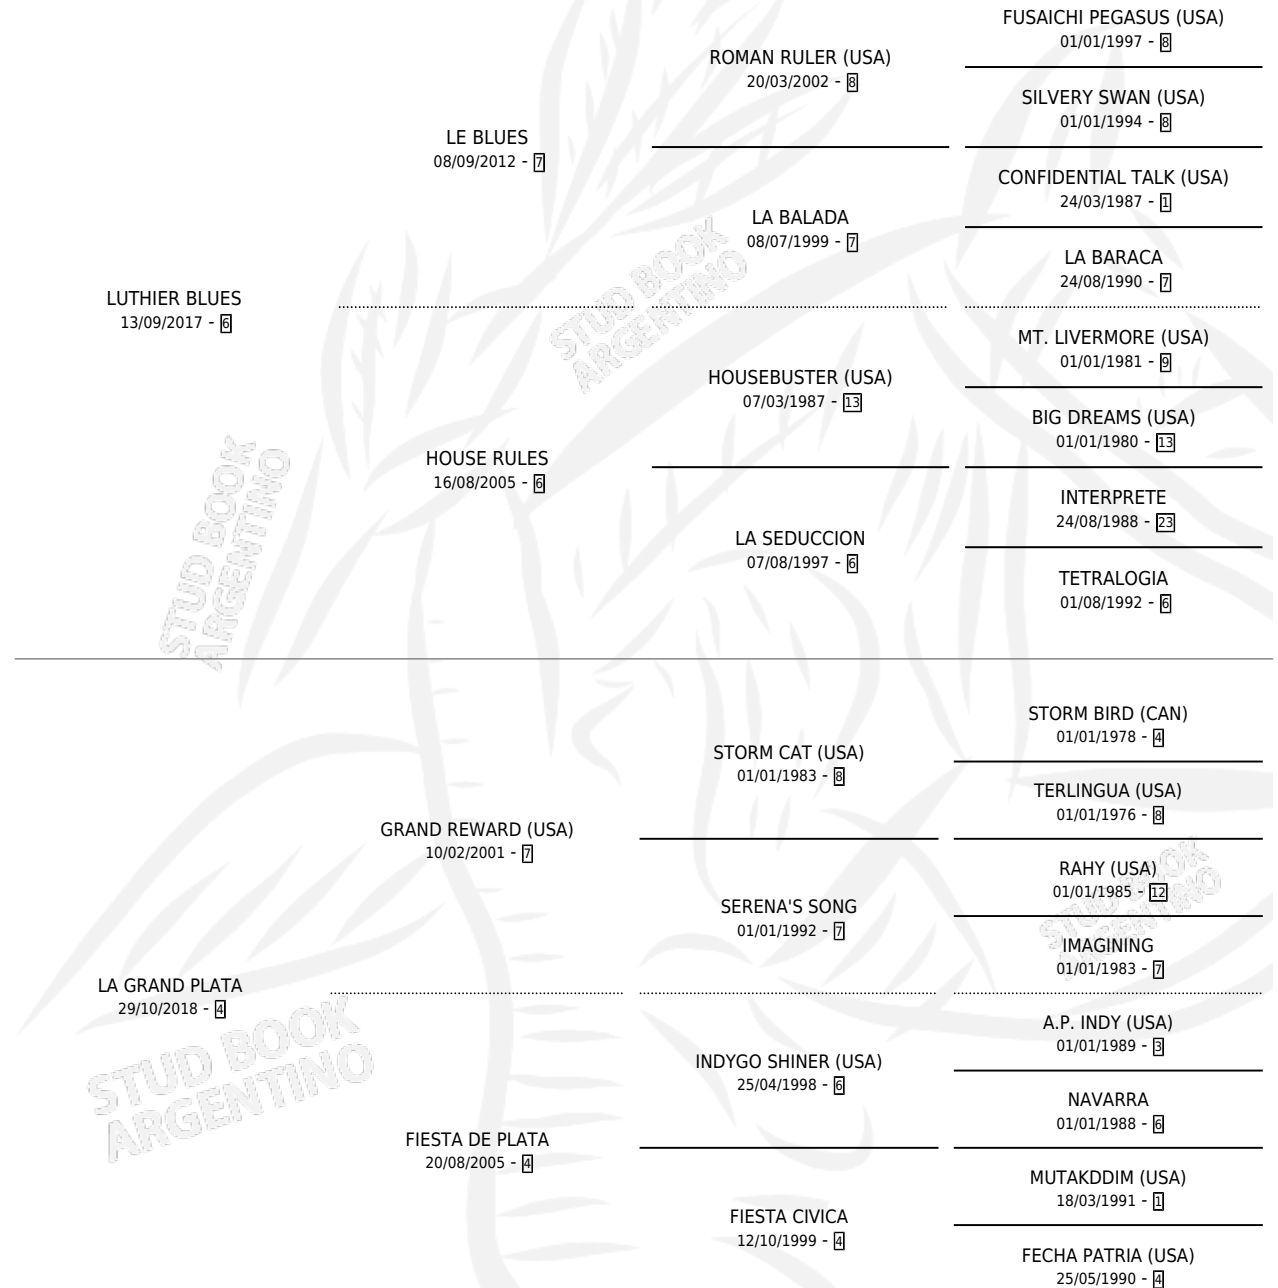 FUSAICHI PEGASUS (USA)
01/01/1997 - 8
ROMAN RULER (USA)
20/03/2002 - 8
SILVERY SWAN (USA)
01/01/1994 - 8
LE BLUES
08/09/2012 - 7
CONFIDENTIAL TALK (USA)
24/03/1987 - 1
LA BALADA
08/07/1999 - 7
LA BARACA
24/08/1990 - 7
LUTHIER BLUES
13/09/2017 - 6
MT. LIVERMORE (USA)
01/01/1981 - 9
HOUSEBUSTER (USA)
07/03/1987 - 13
BIG DREAMS (USA)
01/01/1980 - 13
HOUSE RULES
16/08/2005 - 6
INTERPRETE
24/08/1988 - 23
LA SEDUCCION
07/08/1997 - 6
TETRALOGIA
01/08/1992 - 6
STORM BIRD (CAN)
01/01/1978 - 4
STORM CAT (USA)
01/01/1983 - 8
TERLINGUA (USA)
01/01/1976 - 8
GRAND REWARD (USA)
10/02/2001 - 7
RAHY (USA)
01/01/1985 - 12
SERENA'S SONG
01/01/1992 - 7
IMAGINING
01/01/1983 - 7
LA GRAND PLATA
29/10/2018 - 4
A.P. INDY (USA)
01/01/1989 - 3
INDYGO SHINER (USA)
25/04/1998 - 6
NAVARRA
01/01/1988 - 6
FIESTA DE PLATA
20/08/2005 - 4
MUTAKDDIM (USA)
18/03/1991 - 1
FIESTA CIVICA
12/10/1999 - 4
FECHA PATRIA (USA)
25/05/1990 - 4
STUD BOOK
ARGENTINO
STUD BOOK
ARGENTINO
STUD BOOK
ARGENTINO
STUD BOOK
ARGENTINO